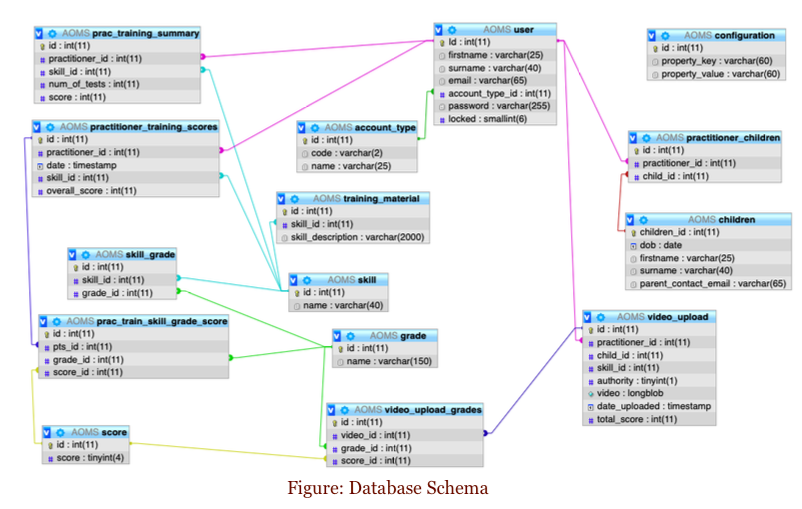 AOMS prac_training_summary
id : int(11)
practitioner_id : int(11)
skill_id : int(11)
num_of_tests : int(11)
score : int(11)
AOMS user
Id : int(11)
firstname : varchar(25)
surname : varchar(40)
email : varchar(65)
account_type_id : int(11)
password : varchar(255)
locked : smallint(6)
AOMS configuration
id : int(11)
property_key : varchar(60)
property_value : varchar(60)
AOMS practitioner_training_scores
id : int(11)
practitioner_id : int(11)
date : timestamp
skill_id : int(11)
overall_score : int(11)
AOMS account_type
id : int(11)
code : varchar(2)
name : varchar(25)
AOMS practitioner_children
id : int(11)
practitioner_id : int(11)
child_id : int(11)
AOMS training_material
id : int(11)
skill_id : int(11)
skill_description : varchar(2000)
AOMS children
children_id : int(11)
dob : date
firstname : varchar(25)
surname : varchar(40)
parent_contact_email : varchar(65)
AOMS skill_grade
id : int(11)
skill_id : int(11)
grade_id : int(11)
AOMS skill
id : int(11)
name : varchar(40)
AOMS prac_train_skill_grade_score
id : int(11)
pts_id : int(11)
grade_id : int(11)
score_id : int(11)
AOMS grade
id : int(11)
name : varchar(150)
AOMS video_upload
id : int(11)
practitioner_id : int(11)
child_id : int(11)
skill_id : int(11)
authority : tinyint(1)
video : longblob
date_uploaded : timestamp
total_score : int(11)
AOMS score
id : int(11)
score : tinyint(4)
AOMS video_upload_grades
id : int(11)
video_id : int(11)
grade_id : int(11)
score_id : int(11)
Figure: Database Schema